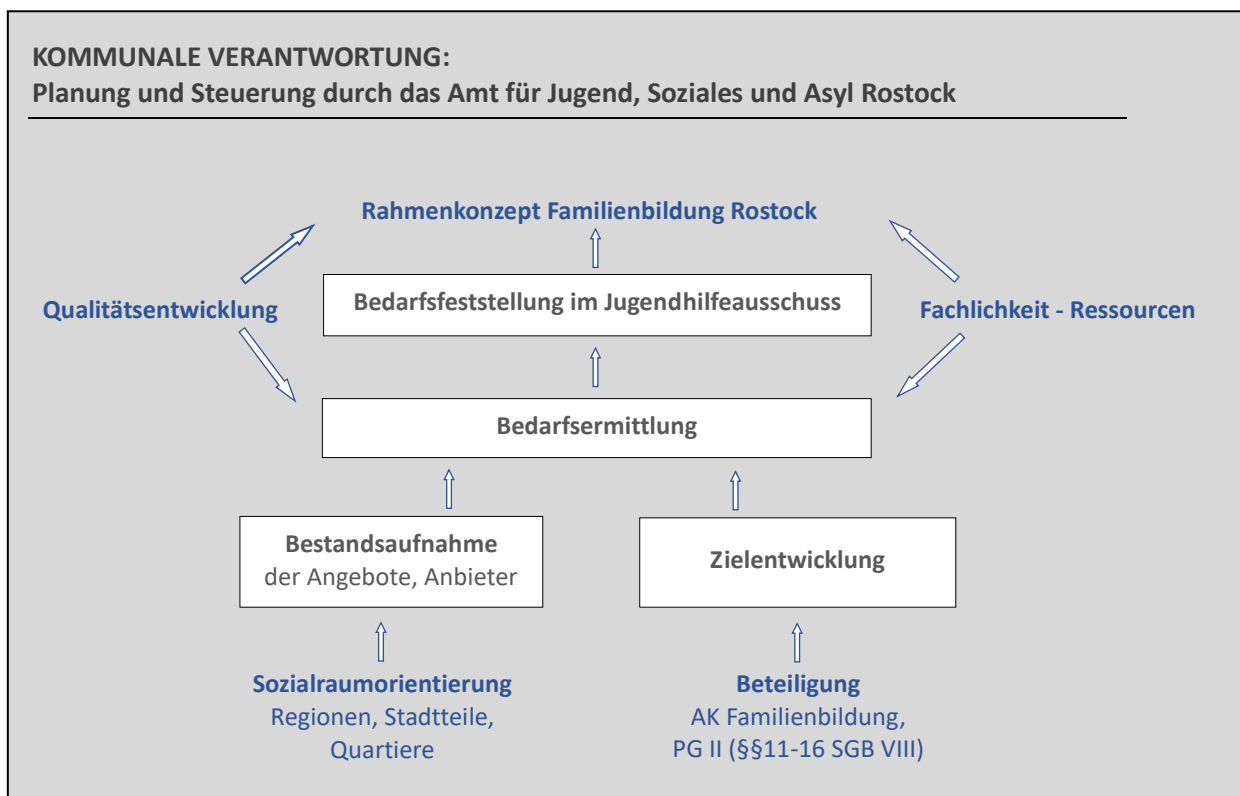 KOMMUNALE VERANTWORTUNG:
Planung und Steuerung durch das Amt für Jugend, Soziales und Asyl Rostock
Rahmenkonzept Familienbildung Rostock
Qualitätsentwicklung
Bedarfsfeststellung im Jugendhilfeausschuss
Fachlichkeit - Ressourcen
Bedarfsermittlung
Bestandsaufnahme
der Angebote, Anbieter
Zielentwicklung
Sozialraumorientierung
Regionen, Stadtteile,
Quartiere
Beteiligung
AK Familienbildung,
PG II (§§11-16 SGB VIII)